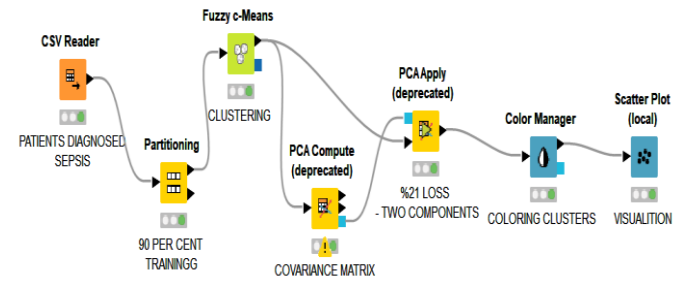 Fuzzy c-Means
CSV Reader
CLUSTERING
PATIENTS DIAGNOSED
SEPSIS
Partitioning
90 PER CENT
TRAININGG
PCA Compute
(deprecated)
COVARIANCE MATRIX
PCA Apply
(deprecated)
%21 LOSS
- TWO COMPONENTS
Color Manager
COLORING CLUSTERS
Scatter Plot
(local)
VISUALITION